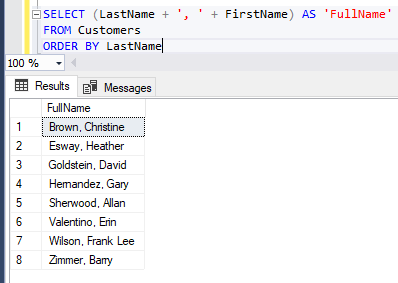 SELECT (LastName + ', ' + FirstName) AS 'FullName'
FROM Customers
ORDER BY LastName
100 %
Results Messages
FullName
1 Brown, Christine
2 Esway, Heather
3 Goldstein, David
4 Hernandez, Gary
5 Sherwood, Allan
6 Valentino, Erin
7 Wilson, Frank Lee
8 Zimmer, Barry